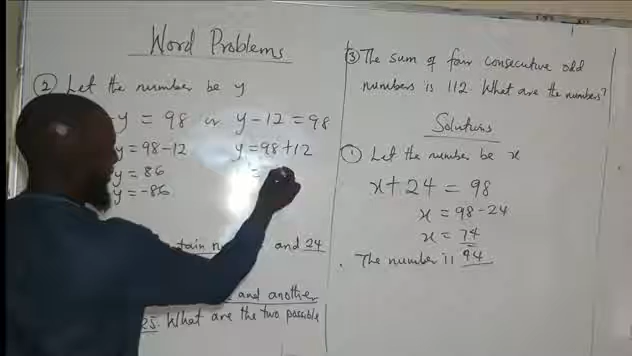 Word Problems
② Let the number be y
-y = 98 or y - 12 = 98
y = 98 - 12 y = 98 + 12
y = 86 =
y = -86
and 24
and another
25. What are the two possible
③ The sum of four consecutive odd
numbers is 112. What are the numbers?
Solutions
① Let the number be x
x + 24 = 98
x = 98 - 24
x = 74
The number is 94